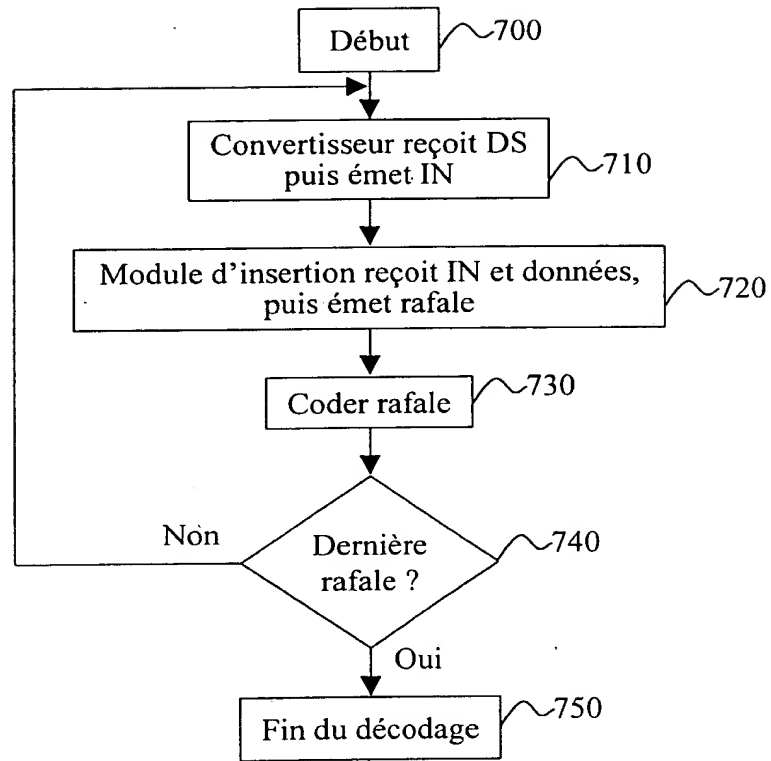 Début
700
Convertisseur reçoit DS
puis émet IN
710
Module d'insertion reçoit IN et données,
puis émet rafale
720
Coder rafale
730
Non
Dernière
rafale ?
740
Oui
Fin du décodage
750